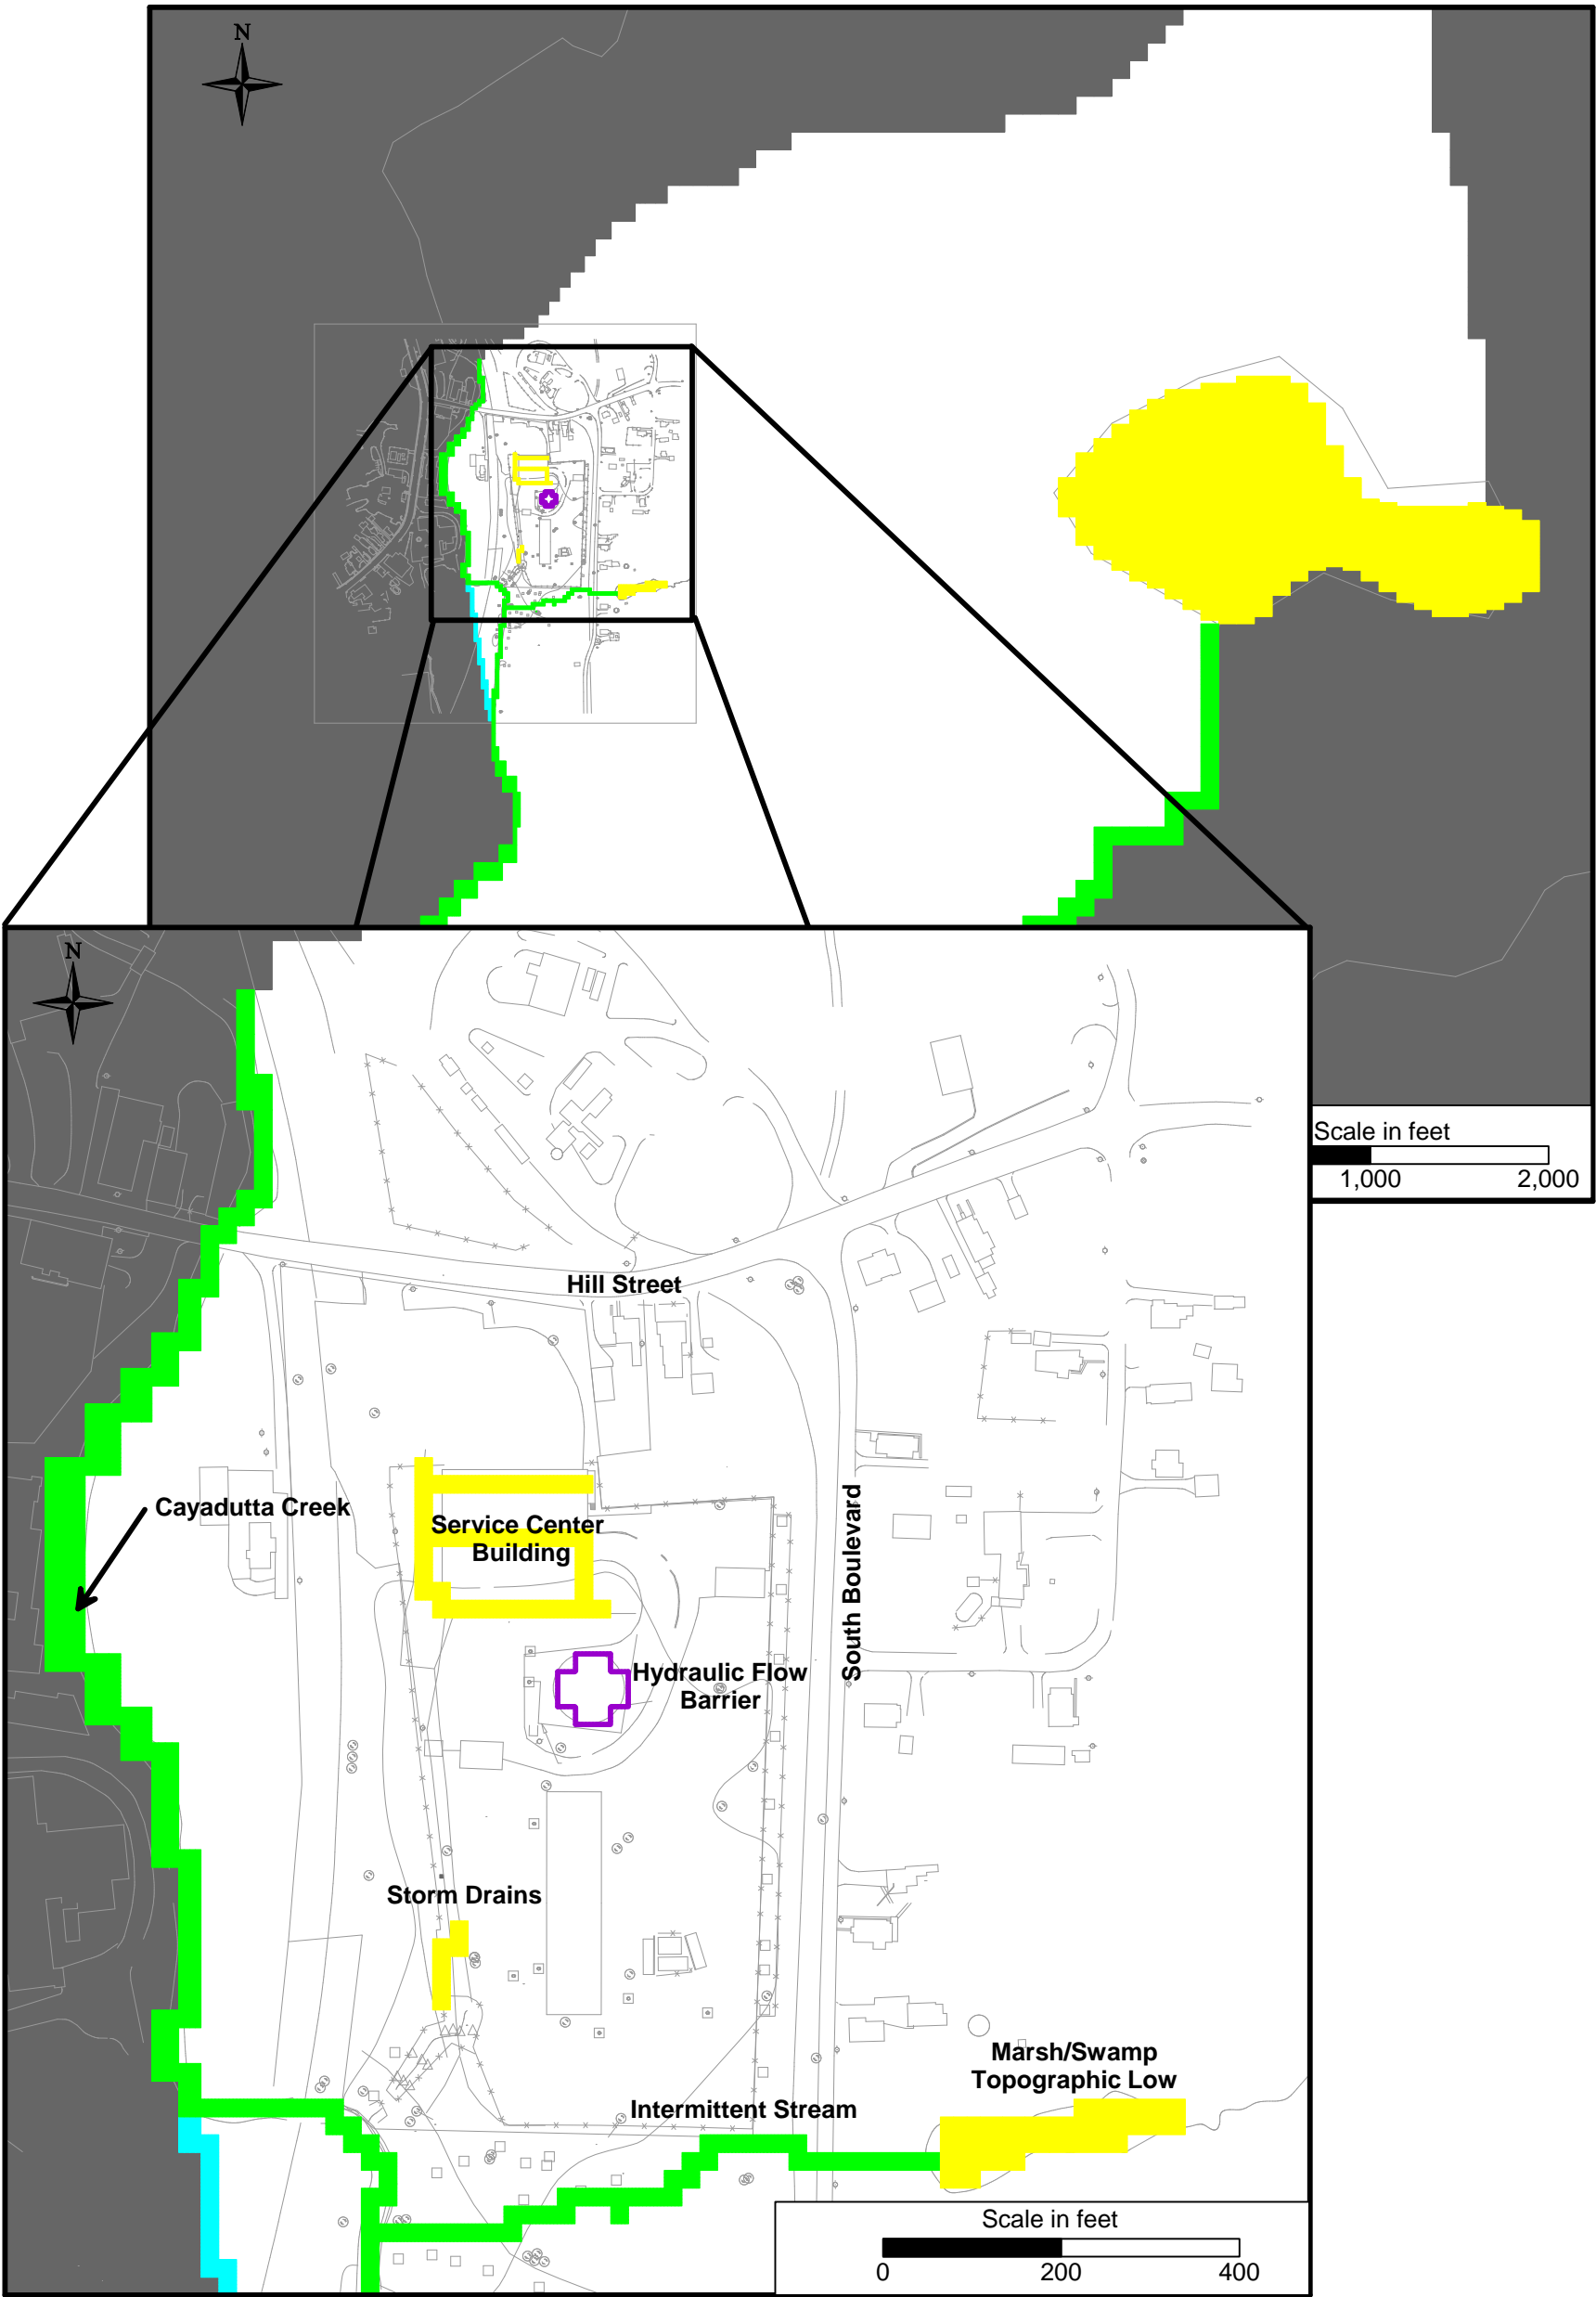 N
N
Scale in feet
1,000 2,000
Hill Street
Cayadutta Creek
Service Center
Building
South Boulevard
Hydraulic Flow
Barrier
Storm Drains
Marsh/Swamp
Topographic Low
Intermittent Stream
Scale in feet
0 200 400